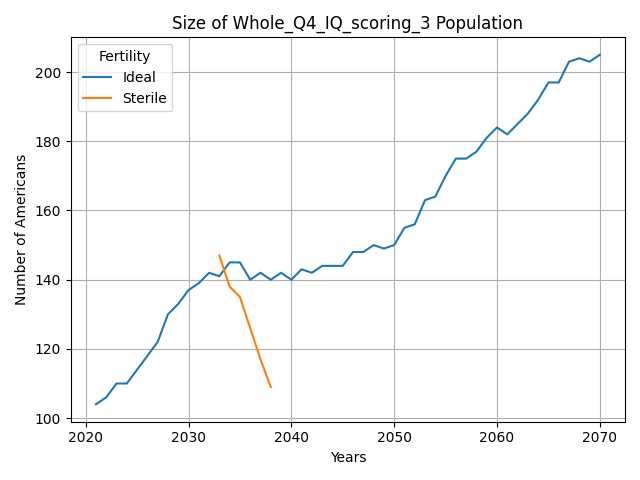 Size of Whole_Q4_IQ_scoring_3 Population
Fertility
Ideal
Sterile
Number of Americans
200
180
160
140
120
100
2020 2030 2040 2050 2060 2070
Years